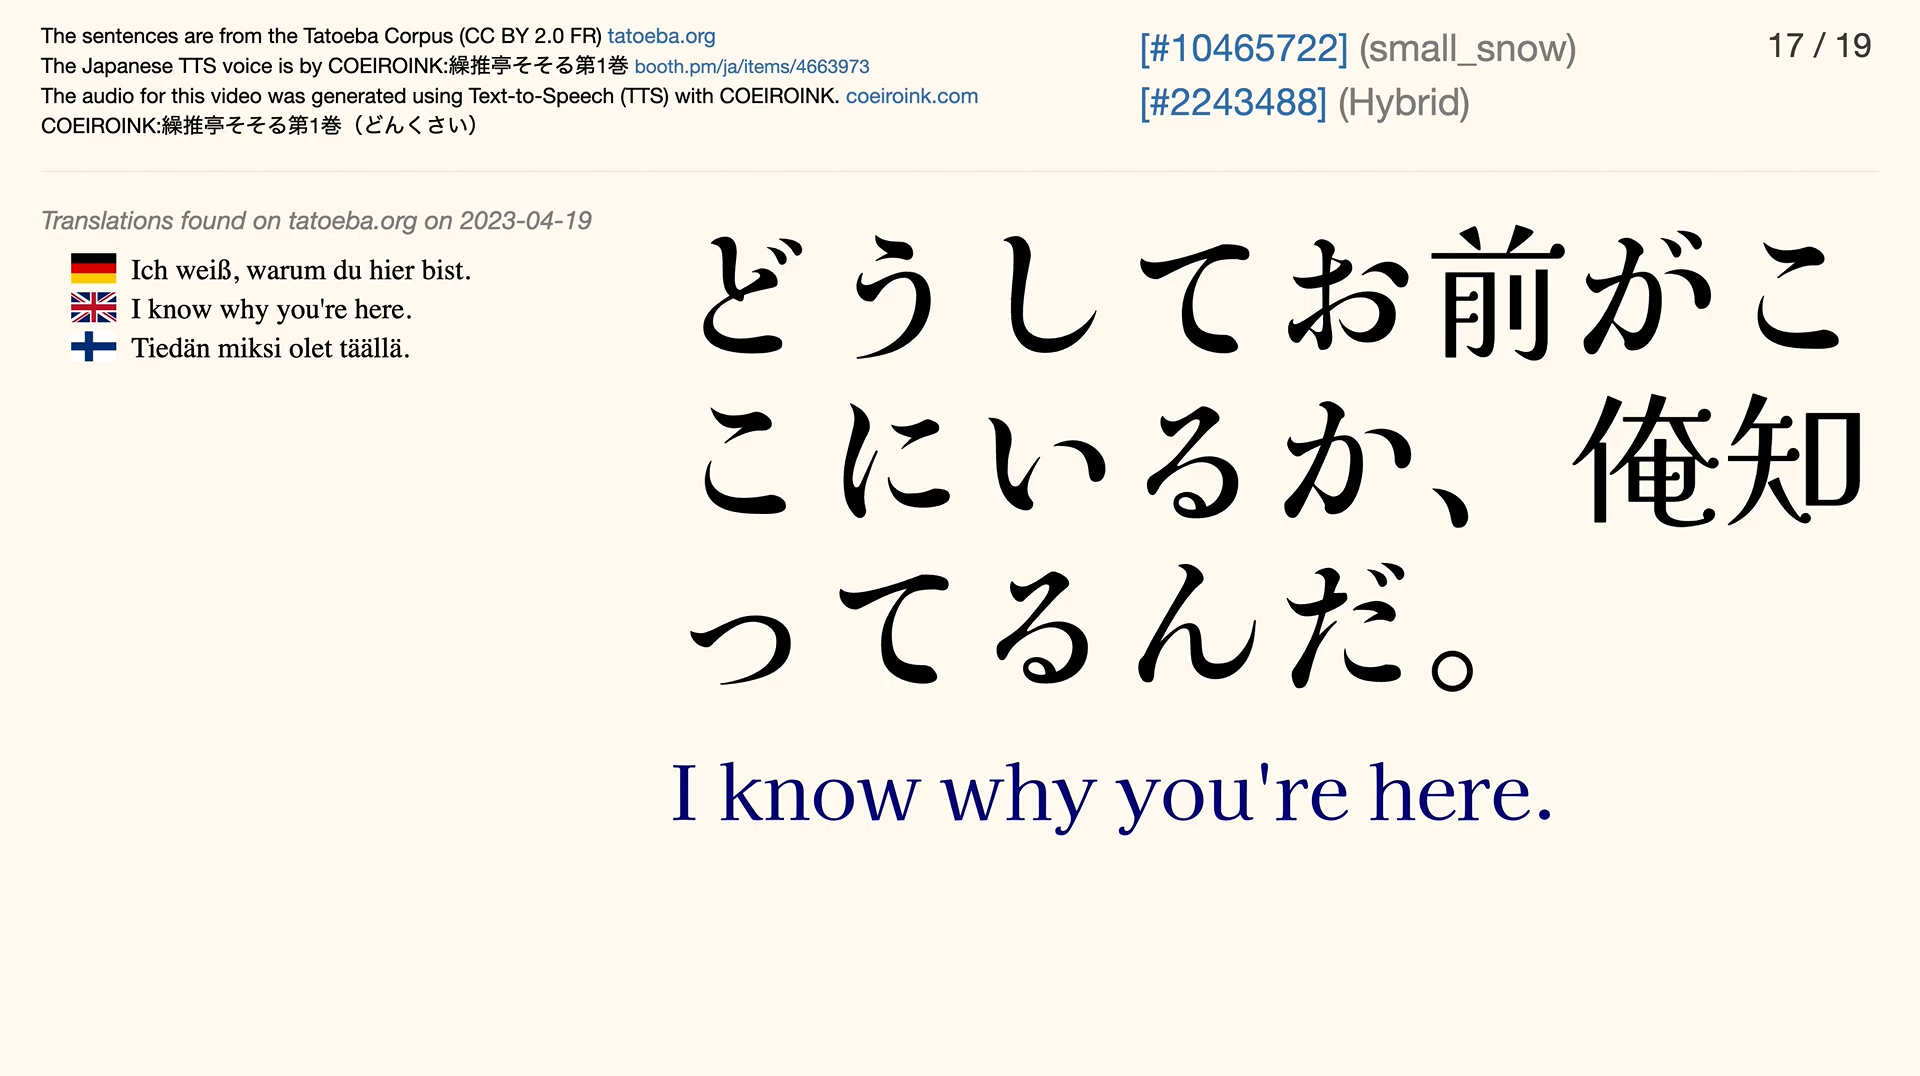 The sentences are from the Tatoeba Corpus (CC BY 2.0 FR) tatoeba.org
The Japanese TTS voice is by COEIROINK:繰推亭そそる第1巻 booth.pm/ja/items/4663973
The audio for this video was generated using Text-to-Speech (TTS) with COEIROINK. coeiroink.com
COEIROINK:繰推亭そそる第1巻（どんくさい）
[#10465722] (small_snow)
[#2243488] (Hybrid)
17 / 19
Translations found on tatoeba.org on 2023-04-19
Ich weiß, warum du hier bist.
I know why you're here.
Tiedän miksi olet täällä.
どうしてお前がこ
こにいるか、俺知
ってるんだ。
I know why you're here.